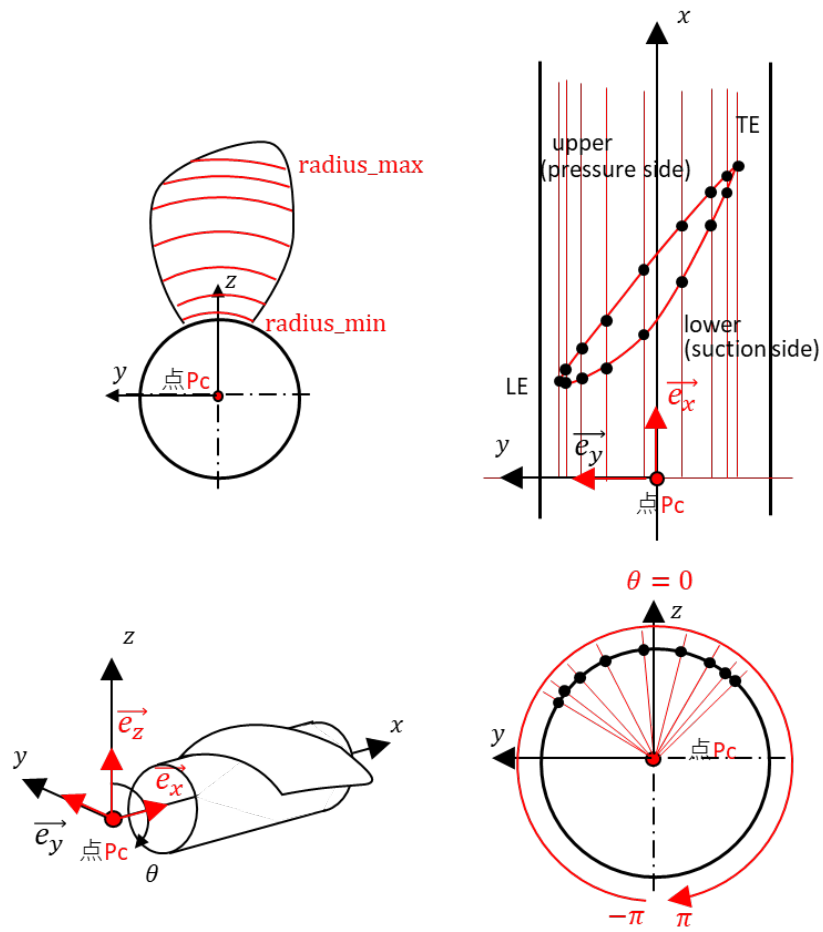 radius_max
z
radius_min
y
点Pc
x
TE
upper
(pressure side)
lower
(suction side)
LE
e_x
y
e_y
点Pc
z
e_z
x
y
e_x
e_y
点Pc
θ
θ = 0
z
y
点Pc
−π
π